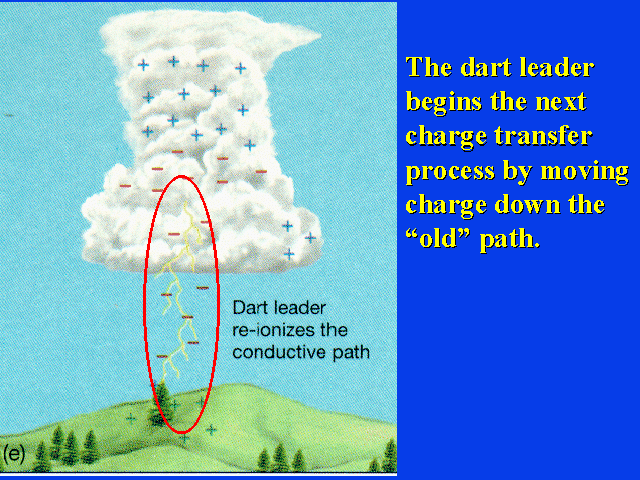 The dart leader
begins the next
charge transfer
process by moving
charge down the
“old” path.
Dart leader
re-ionizes the
conductive path
(e)